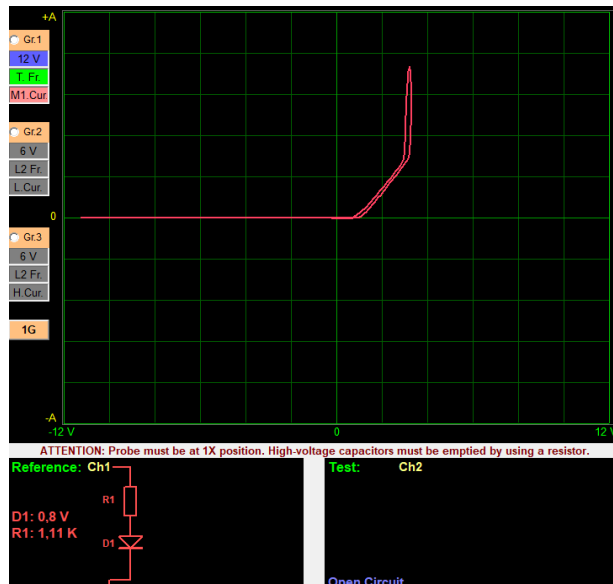 +A
Gr.1
12 V
T. Fr.
M1.Cur.
Gr.2
6 V
L2 Fr.
L.Cur.
0
Gr.3
6 V
L2 Fr.
H.Cur.
1G
-A
-12 V 0 12 V
ATTENTION: Probe must be at 1X position. High-voltage capacitors must be emptied by using a resistor.
Reference: Ch1
R1
D1: 0,8 V
R1: 1,11 K
D1
Test: Ch2
Open Circuit